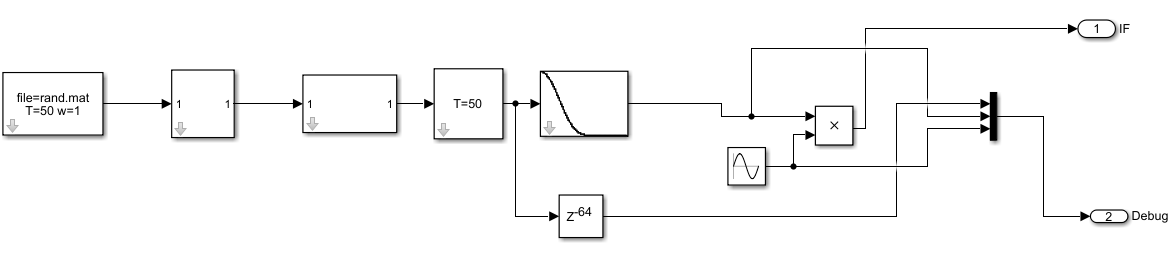 1 IF
file=rand.mat
T=50 w=1
1
1
1
1
T=50
×
Z-64
2 Debug